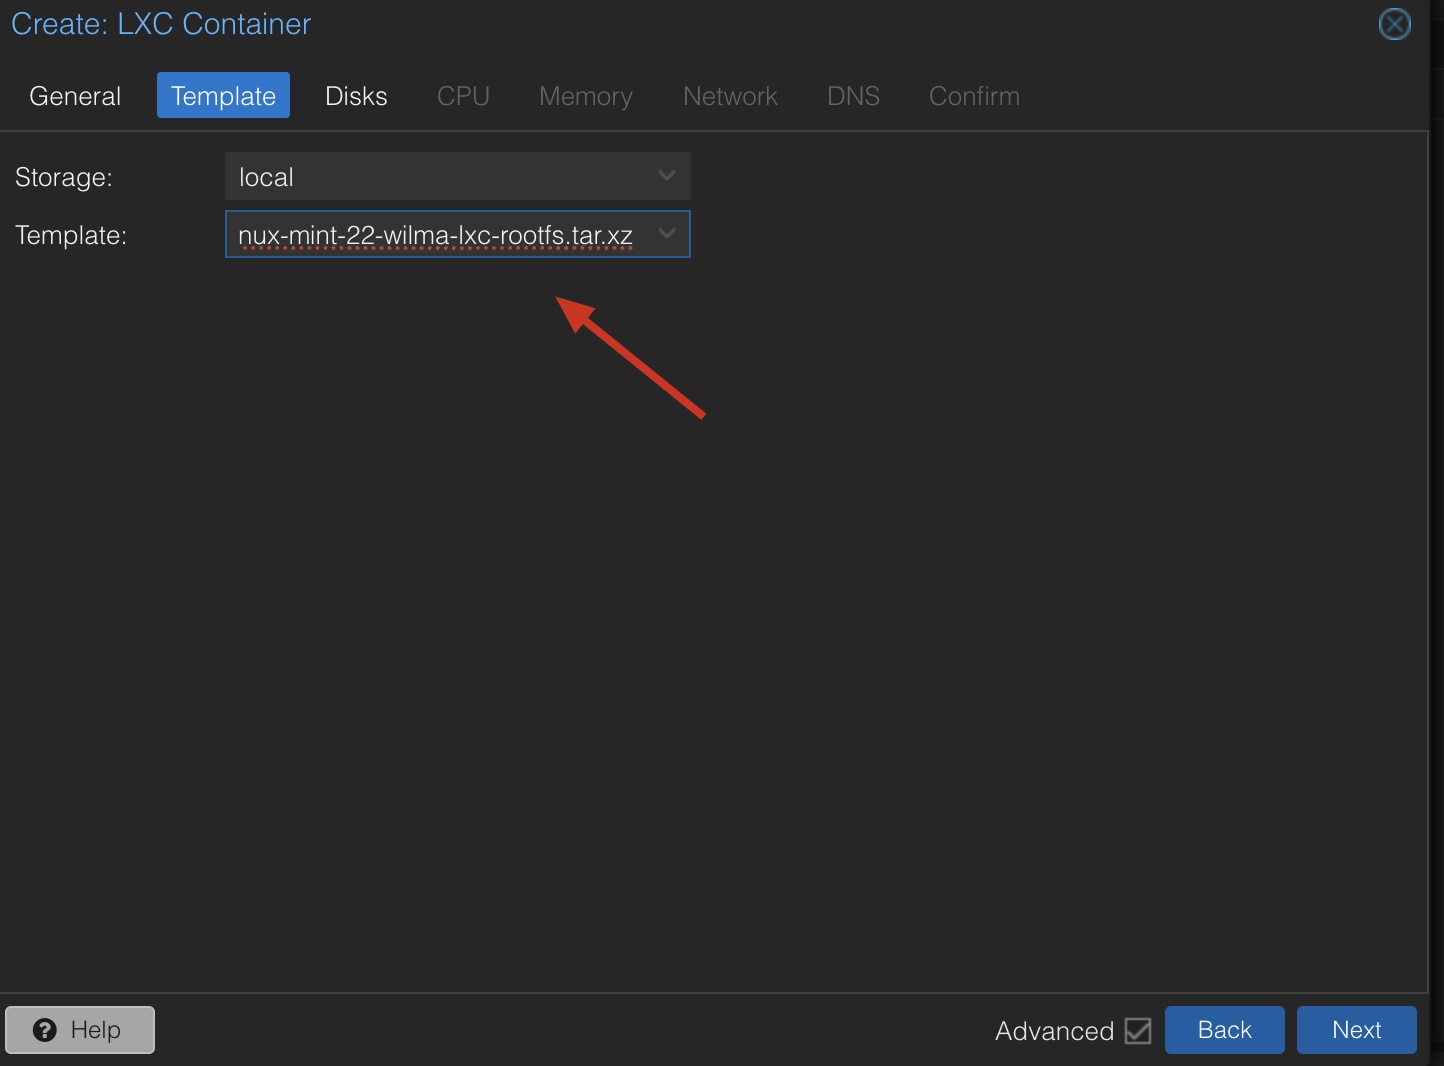 Create: LXC Container
General Template Disks CPU Memory Network DNS Confirm
Storage: local
Template: nux-mint-22-wilma-lxc-rootfs.tar.xz
Help Advanced Back Next